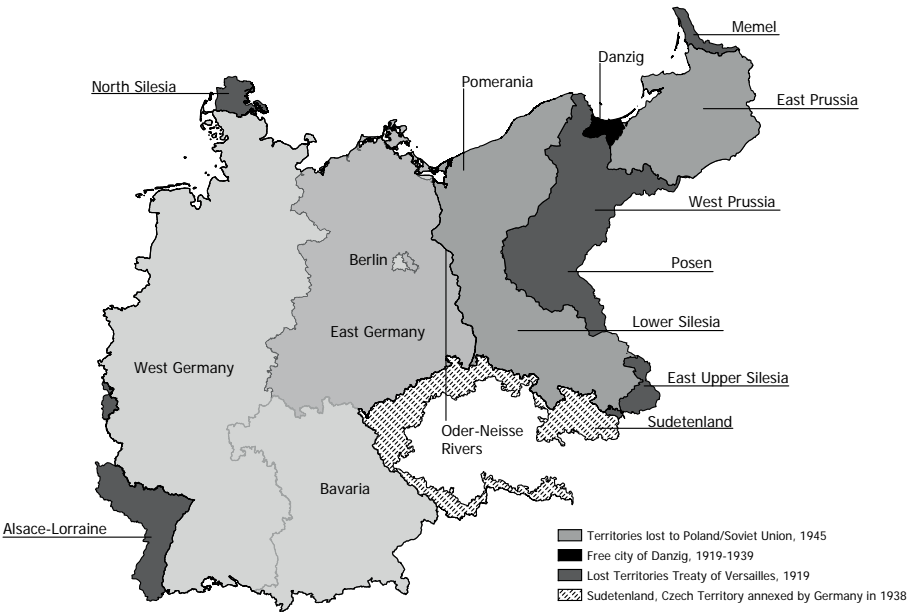 Memel
Danzig
North Silesia
Pomerania
East Prussia
West Prussia
Berlin
Posen
East Germany
Lower Silesia
West Germany
East Upper Silesia
Sudetenland
Oder-Neisse
Rivers
Bavaria
Alsace-Lorraine
Territories lost to Poland/Soviet Union, 1945
Free city of Danzig, 1919-1939
Lost Territories Treaty of Versailles, 1919
Sudetenland, Czech Territory annexed by Germany in 1938